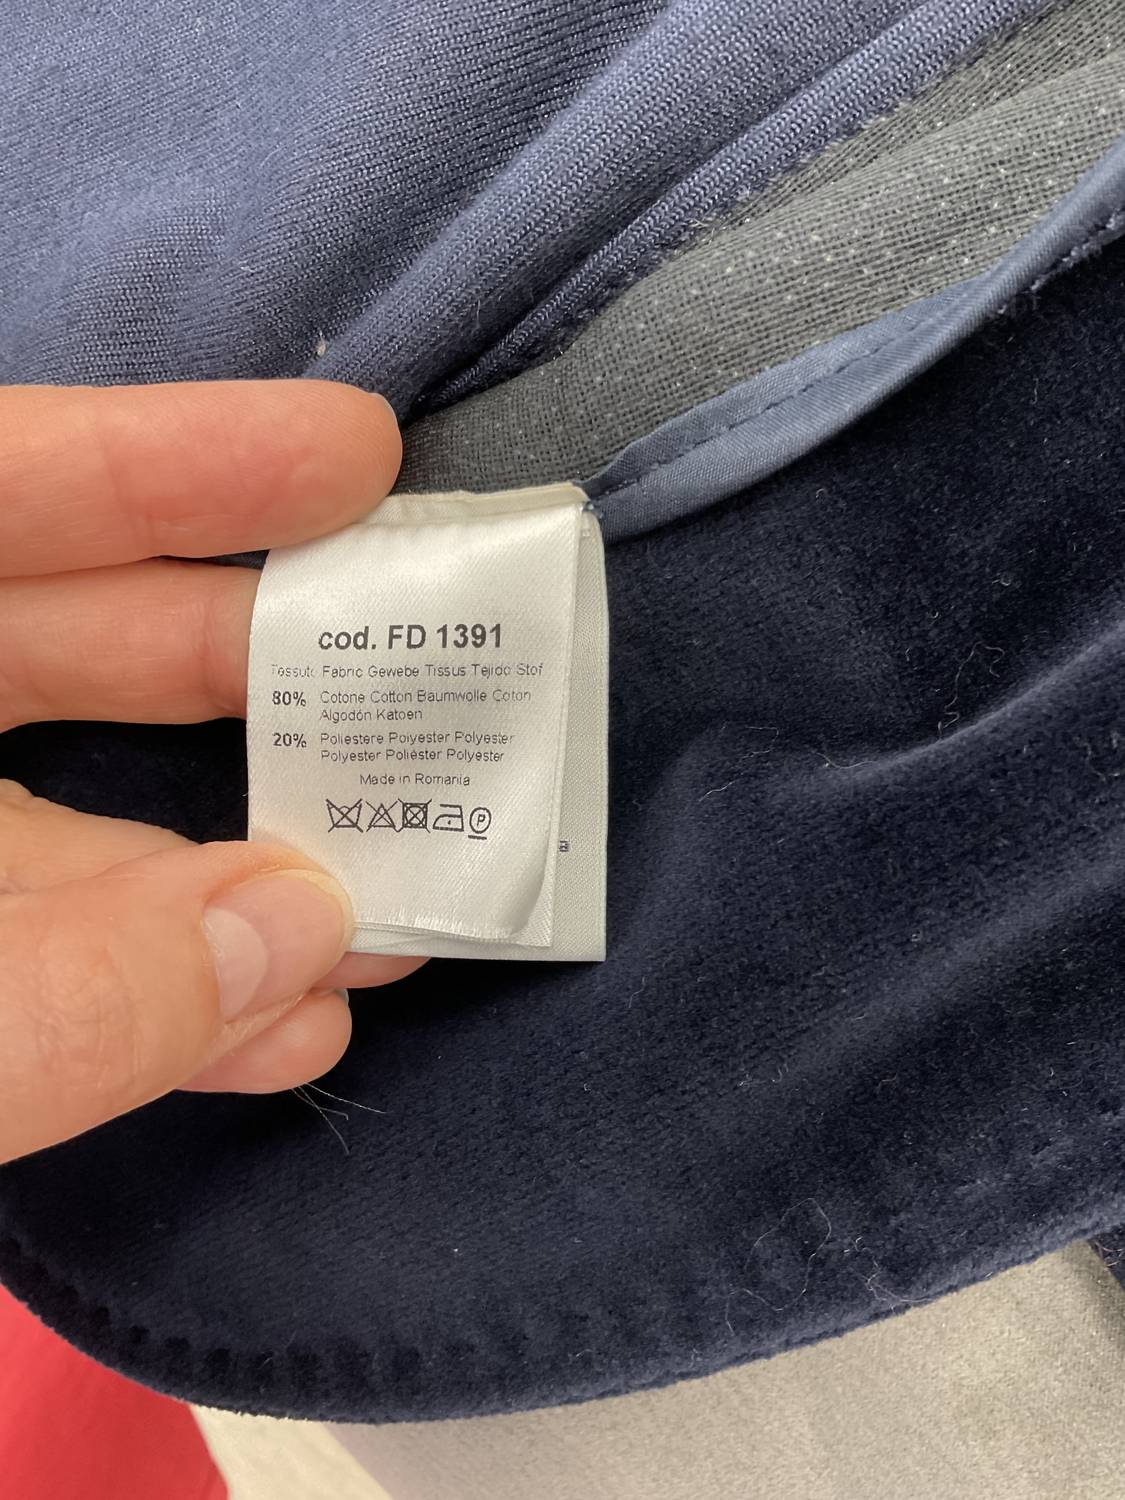 cod. FD 1391
Tessuto Fabric Gewebe Tissus Tejido Stof
80% Cotone Cotton Baumwolle Coton
Algodón Katoen
20% Poliestere Polyester Polyester
Polyester Poliéster Polyester
Made in Romania
P